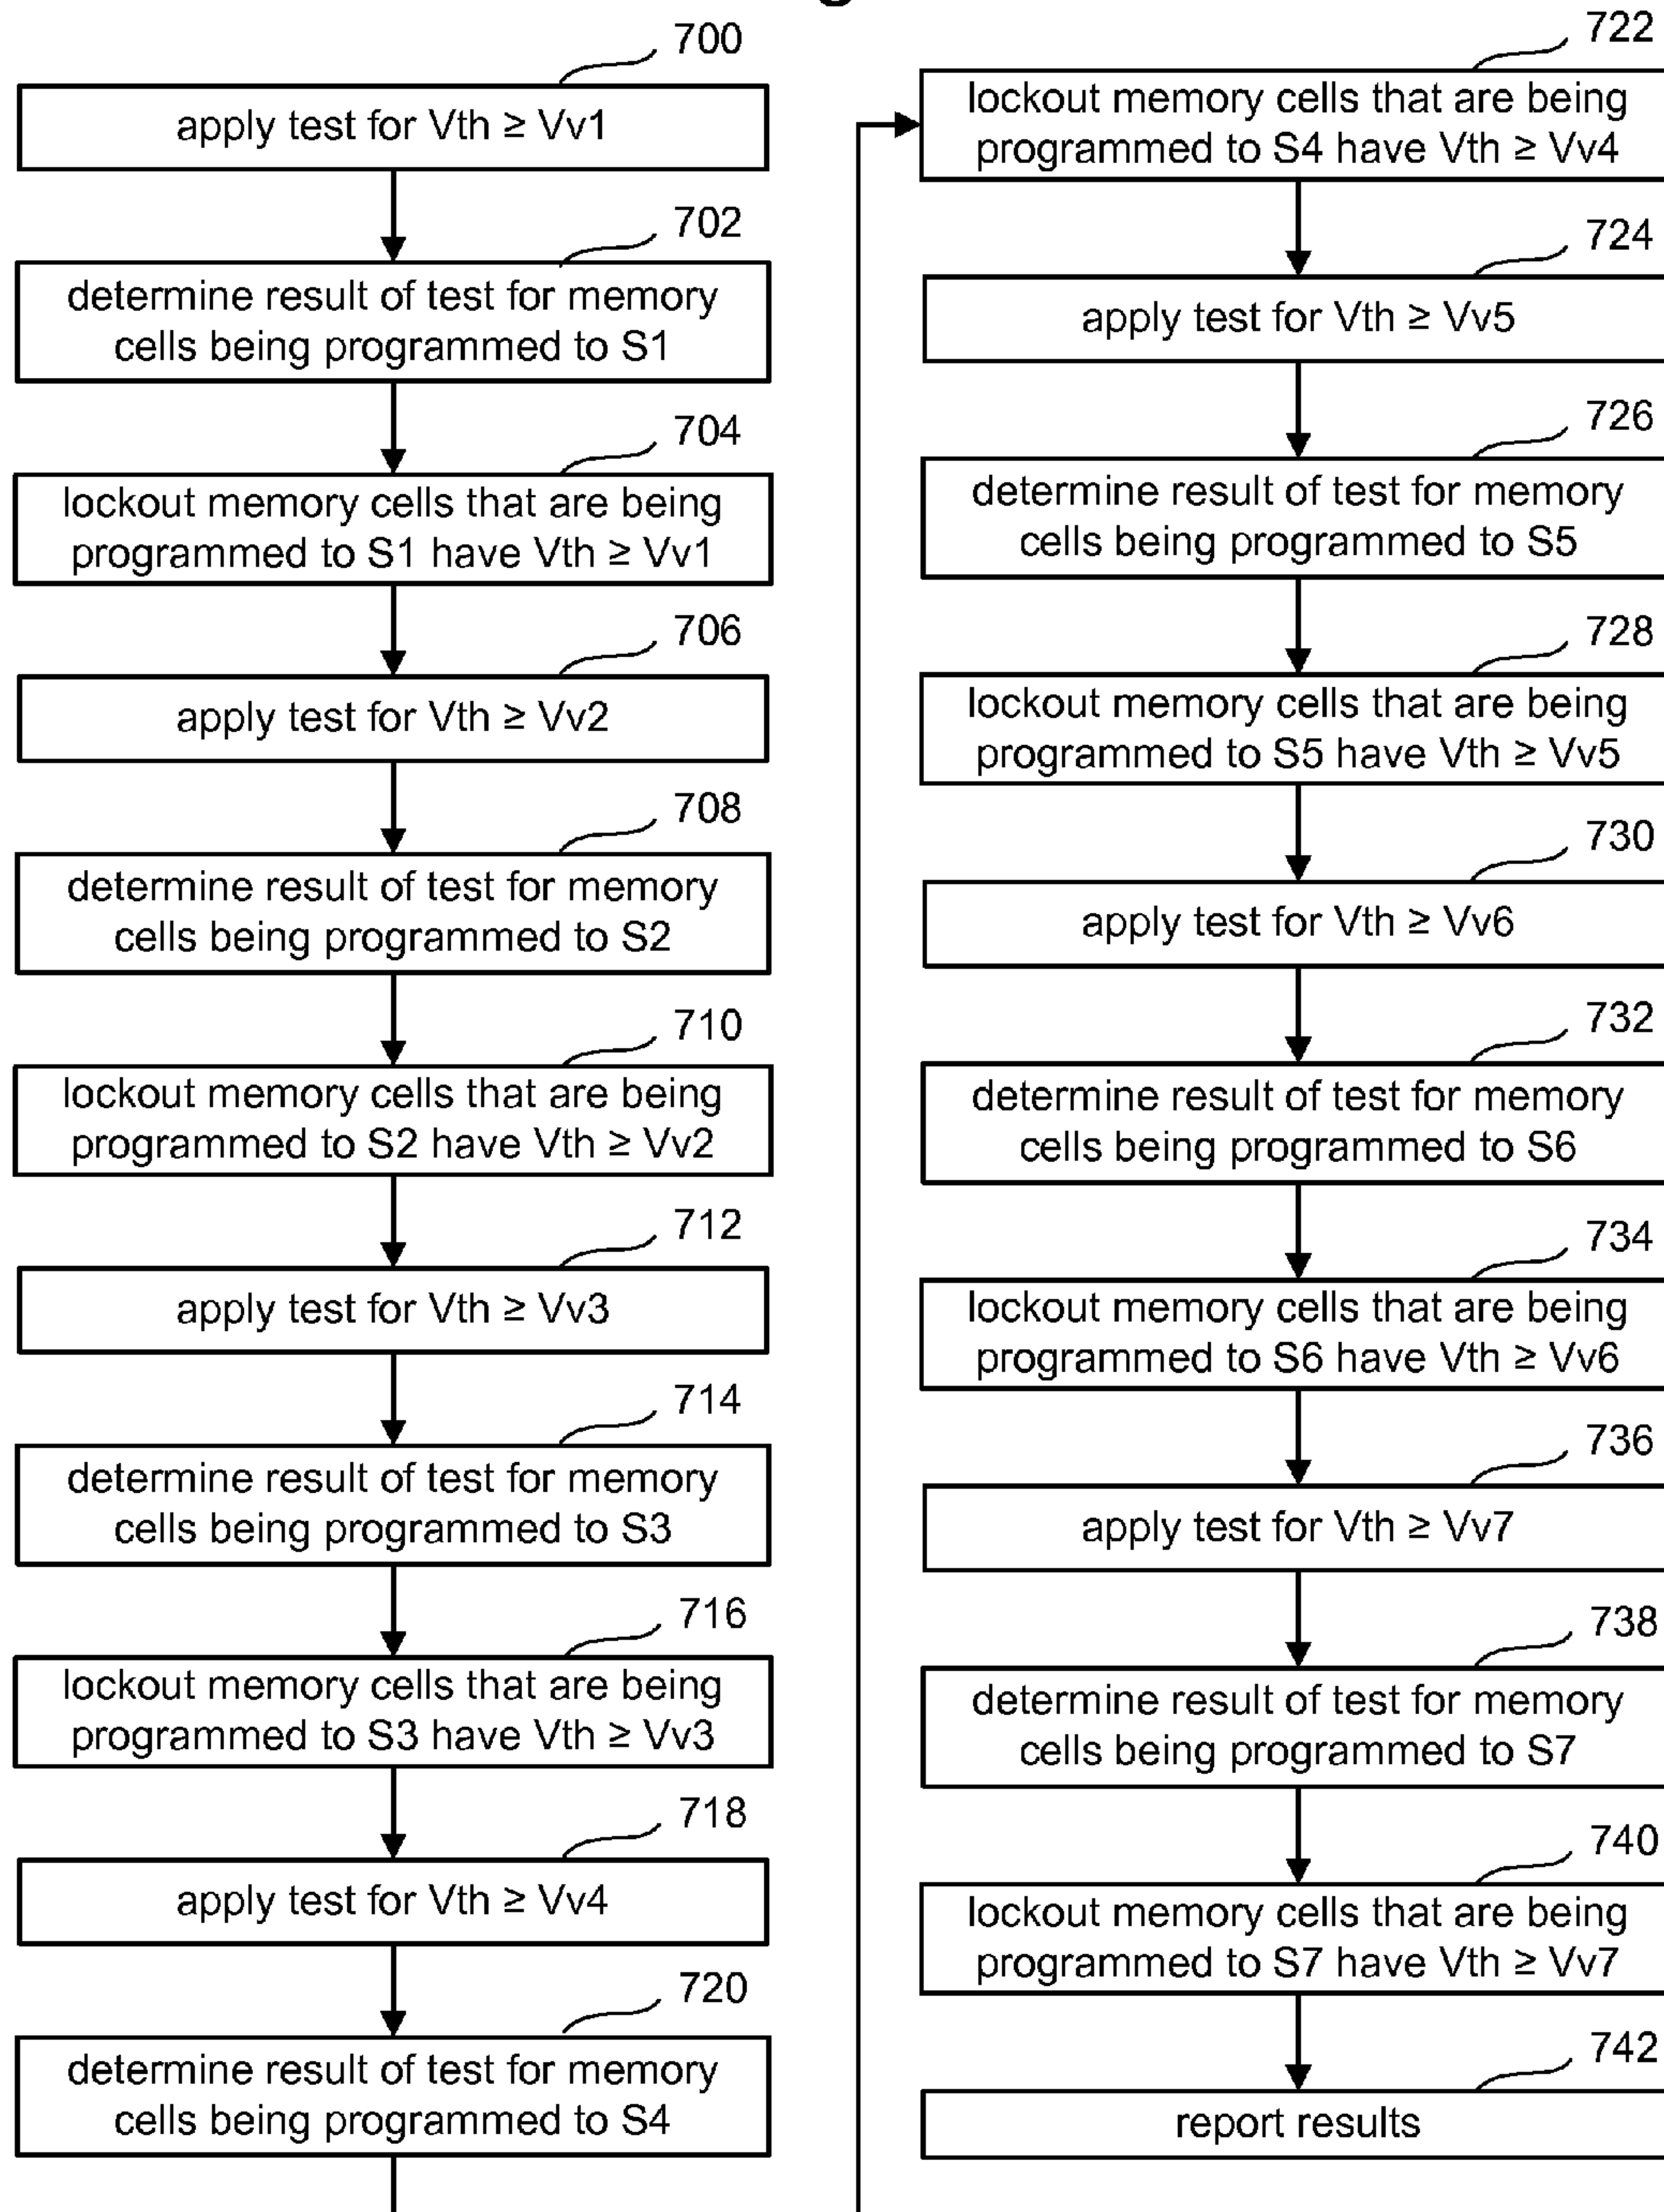 700
apply test for Vth ≥ Vv1
702
determine result of test for memory
cells being programmed to S1
704
lockout memory cells that are being
programmed to S1 have Vth ≥ Vv1
706
apply test for Vth ≥ Vv2
708
determine result of test for memory
cells being programmed to S2
710
lockout memory cells that are being
programmed to S2 have Vth ≥ Vv2
712
apply test for Vth ≥ Vv3
714
determine result of test for memory
cells being programmed to S3
716
lockout memory cells that are being
programmed to S3 have Vth ≥ Vv3
718
apply test for Vth ≥ Vv4
720
determine result of test for memory
cells being programmed to S4
722
lockout memory cells that are being
programmed to S4 have Vth ≥ Vv4
724
apply test for Vth ≥ Vv5
726
determine result of test for memory
cells being programmed to S5
728
lockout memory cells that are being
programmed to S5 have Vth ≥ Vv5
730
apply test for Vth ≥ Vv6
732
determine result of test for memory
cells being programmed to S6
734
lockout memory cells that are being
programmed to S6 have Vth ≥ Vv6
736
apply test for Vth ≥ Vv7
738
determine result of test for memory
cells being programmed to S7
740
lockout memory cells that are being
programmed to S7 have Vth ≥ Vv7
742
report results